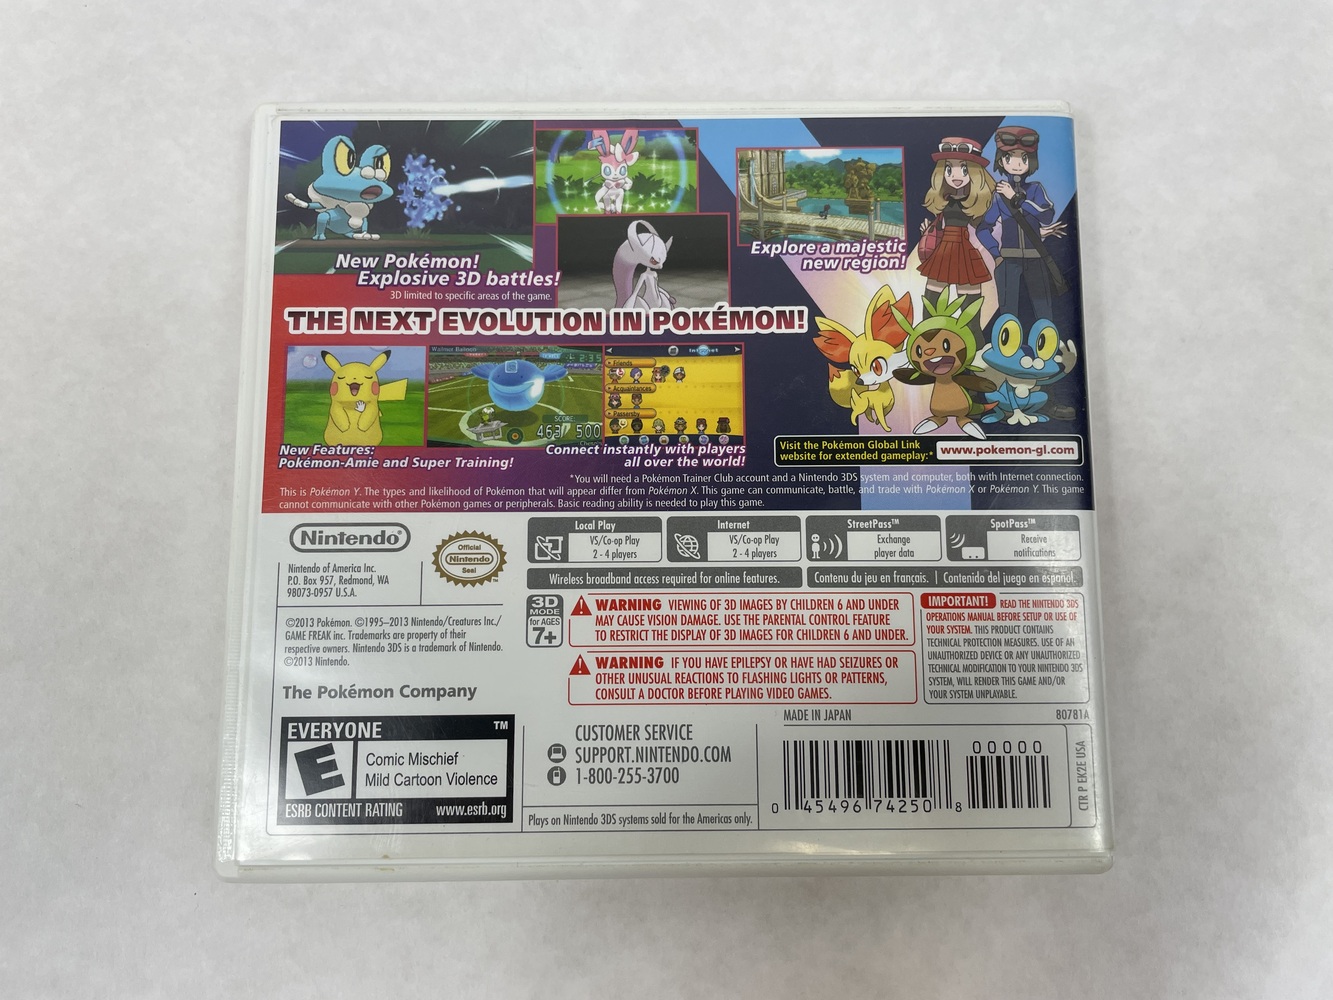 New Pokémon!
Explosive 3D battles!
3D limited to specific areas of the game.
Explore a majestic
new region!
THE NEXT EVOLUTION IN POKÉMON!
2:35
SCORE
463 500
Internet
Friends
Acquaintances
Passersby
New Features:
Pokémon-Amie and Super Training!
Connect instantly with players
all over the world!
Visit the Pokémon Global Link
website for extended gameplay:*
www.pokemon-gl.com
*You will need a Pokémon Trainer Club account and a Nintendo 3DS system and computer, both with Internet connection.
This is Pokémon Y. The types and likelihood of Pokémon that will appear differ from Pokémon X. This game can communicate, battle, and trade with Pokémon X or Pokémon Y. This game
cannot communicate with other Pokémon games or peripherals. Basic reading ability is needed to play this game.
Nintendo®
Nintendo of America Inc.
P.O. Box 957, Redmond, WA
98073-0957 U.S.A.
Official
Nintendo
Seal
Local Play
VS/Co-op Play
2 - 4 players
Internet
VS/Co-op Play
2 - 4 players
StreetPass™
Exchange
player data
SpotPass™
Receive
notifications
Wireless broadband access required for online features.
Contenu du jeu en français. | Contenido del juego en español.
©2013 Pokémon. ©1995–2013 Nintendo/Creatures Inc./
GAME FREAK inc. Trademarks are property of their
respective owners. Nintendo 3DS is a trademark of Nintendo.
©2013 Nintendo.
The Pokémon Company
3D
MODE
for AGES
7+
WARNING VIEWING OF 3D IMAGES BY CHILDREN 6 AND UNDER
MAY CAUSE VISION DAMAGE. USE THE PARENTAL CONTROL FEATURE
TO RESTRICT THE DISPLAY OF 3D IMAGES FOR CHILDREN 6 AND UNDER.
WARNING IF YOU HAVE EPILEPSY OR HAVE HAD SEIZURES OR
OTHER UNUSUAL REACTIONS TO FLASHING LIGHTS OR PATTERNS,
CONSULT A DOCTOR BEFORE PLAYING VIDEO GAMES.
IMPORTANT! READ THE NINTENDO 3DS
OPERATIONS MANUAL BEFORE SETUP OR USE OF
YOUR SYSTEM. THIS PRODUCT CONTAINS
TECHNICAL PROTECTION MEASURES. USE OF AN
UNAUTHORIZED DEVICE OR ANY UNAUTHORIZED
TECHNICAL MODIFICATION TO YOUR NINTENDO 3DS
SYSTEM, WILL RENDER THIS GAME AND/OR
YOUR SYSTEM UNPLAYABLE.
EVERYONE ™
E
Comic Mischief
Mild Cartoon Violence
ESRB CONTENT RATING www.esrb.org
CUSTOMER SERVICE
SUPPORT.NINTENDO.COM
1-800-255-3700
Plays on Nintendo 3DS systems sold for the Americas only.
MADE IN JAPAN
80781A
0 45496 74250 8
00000
CTR P EK2E USA